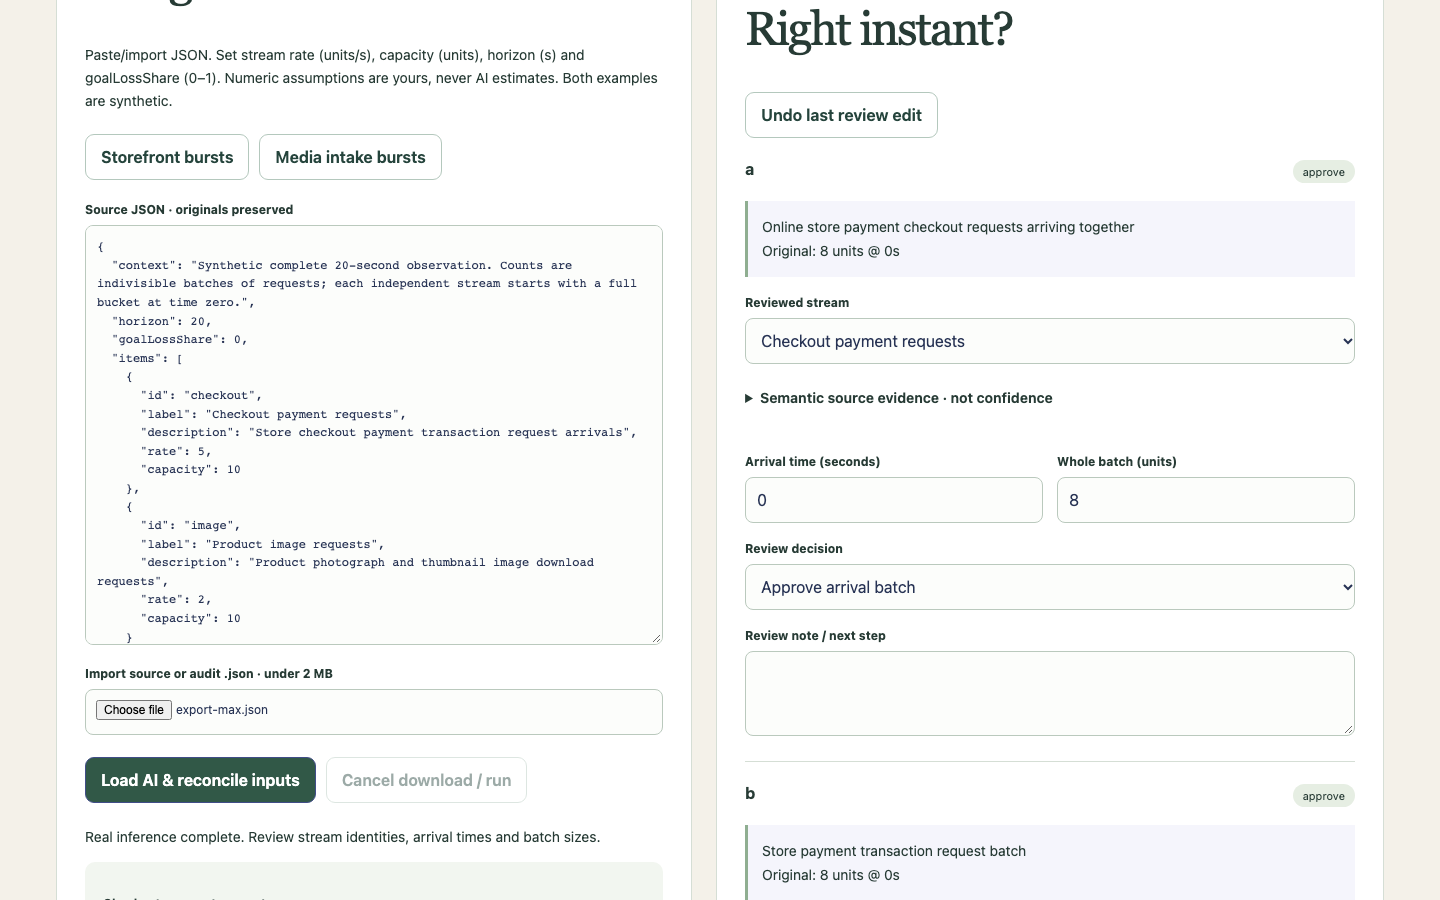 Paste/import JSON. Set stream rate (units/s), capacity (units), horizon (s) and
goalLossShare (0–1). Numeric assumptions are yours, never AI estimates. Both examples
are synthetic.
Storefront bursts
Media intake bursts
Source JSON · originals preserved
{
"context": "Synthetic complete 20-second observation. Counts are
indivisible batches of requests; each independent stream starts with a full
bucket at time zero.",
"horizon": 20,
"goalLossShare": 0,
"items": [
{
"id": "checkout",
"label": "Checkout payment requests",
"description": "Store checkout payment transaction request arrivals",
"rate": 5,
"capacity": 10
},
{
"id": "image",
"label": "Product image requests",
"description": "Product photograph and thumbnail image download
requests",
"rate": 2,
"capacity": 10
}
Import source or audit .json · under 2 MB
Choose file export-max.json
Load AI & reconcile inputs
Cancel download / run
Real inference complete. Review stream identities, arrival times and batch sizes.
Right instant?
Undo last review edit
a
approve
Online store payment checkout requests arriving together
Original: 8 units @ 0s
Reviewed stream
Checkout payment requests
Semantic source evidence · not confidence
Arrival time (seconds)
Whole batch (units)
0
8
Review decision
Approve arrival batch
Review note / next step
b
approve
Store payment transaction request batch
Original: 8 units @ 0s